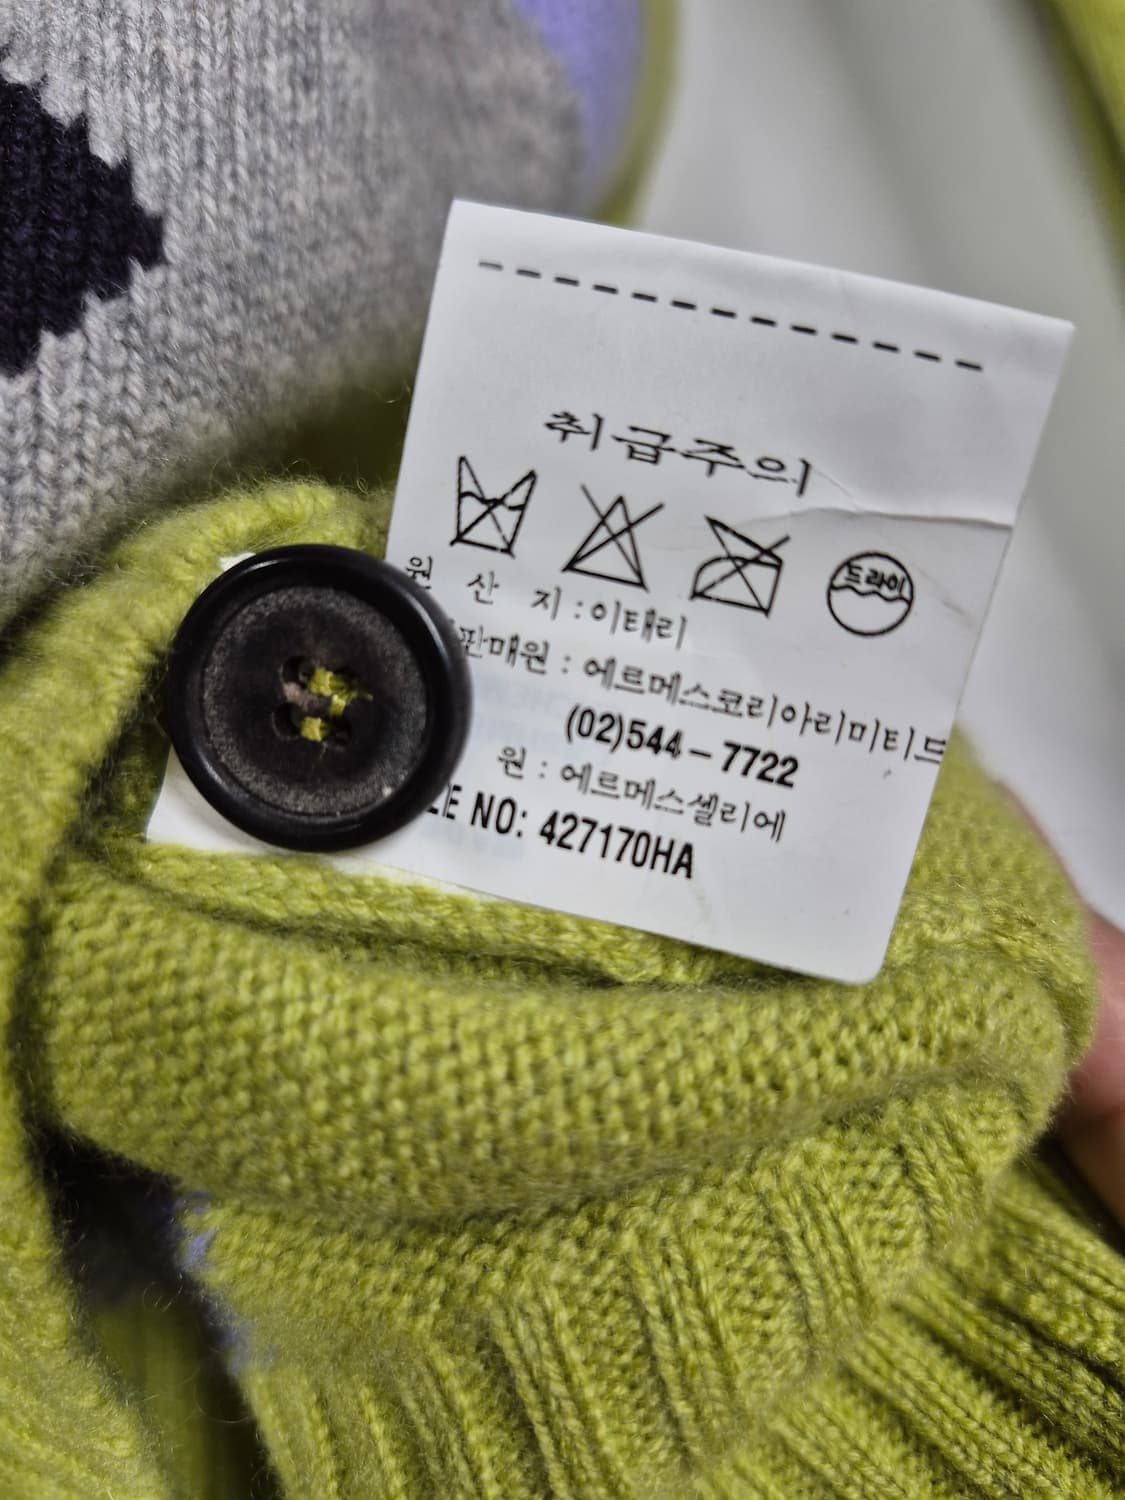 취급주의
드라이
원 산 지 : 이태리
판매원 : 에르메스코리아리미티드
(02)544-7722
원 : 에르메스셀리에
LE NO: 427170HA